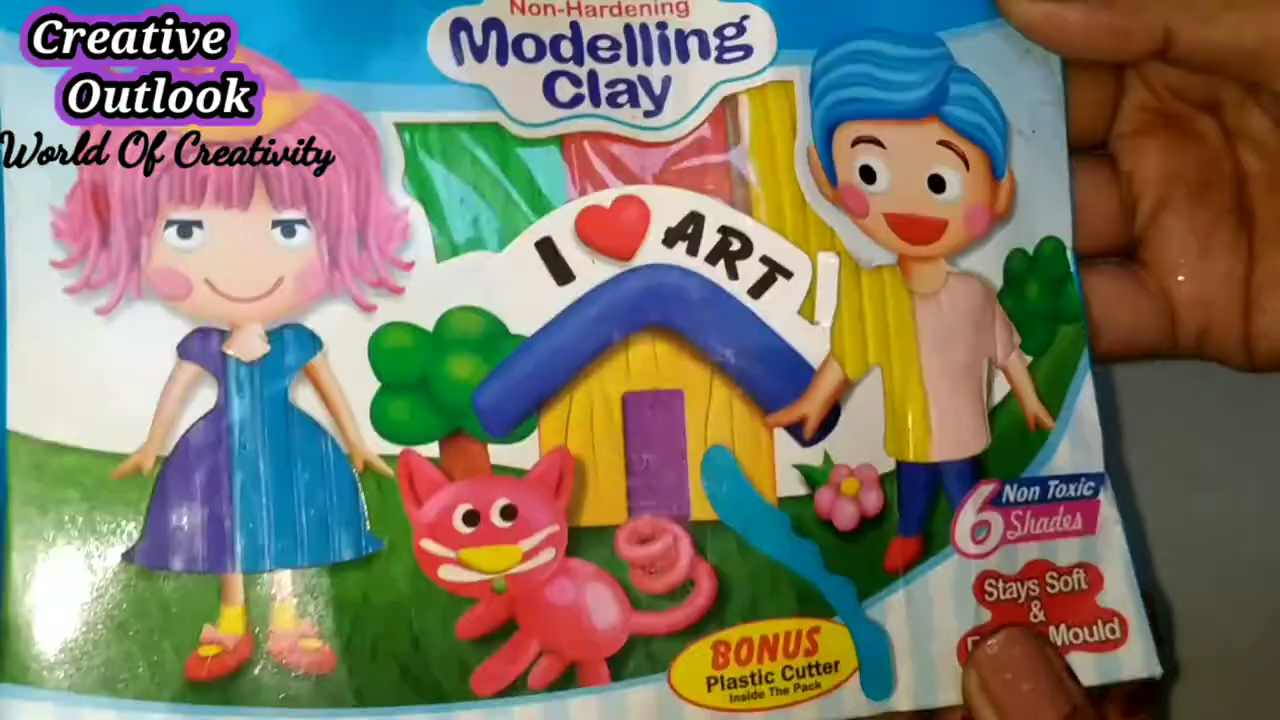 Creative
Outlook
World Of Creativity
Non-Hardening
Modelling
Clay
I ART
6 Non Toxic
Shades
Stays Soft
&
Mould
BONUS
Plastic Cutter
Inside The Pack